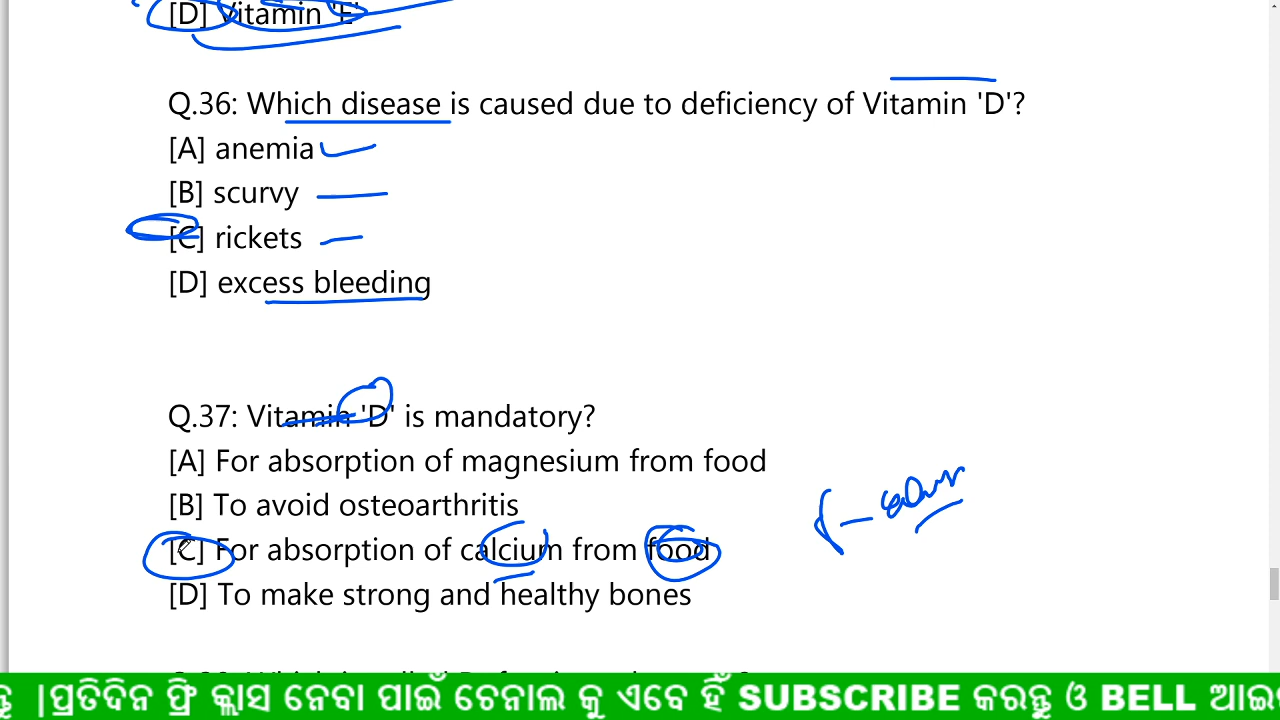 [D] Vitamin 'E'
Q.36: Which disease is caused due to deficiency of Vitamin 'D'?
[A] anemia
[B] scurvy
[C] rickets
[D] excess bleeding
Q.37: Vitamin 'D' is mandatory?
[A] For absorption of magnesium from food
[B] To avoid osteoarthritis
[C] For absorption of calcium from food
[D] To make strong and healthy bones
।ପ୍ରତିଦିନ ଫ୍ରି କ୍ଲାସ ନେବା ପାଇଁ ଚେନାଲ କୁ ଏବେ ହିଁ SUBSCRIBE କରନ୍ତୁ ଓ BELL ଆଇ